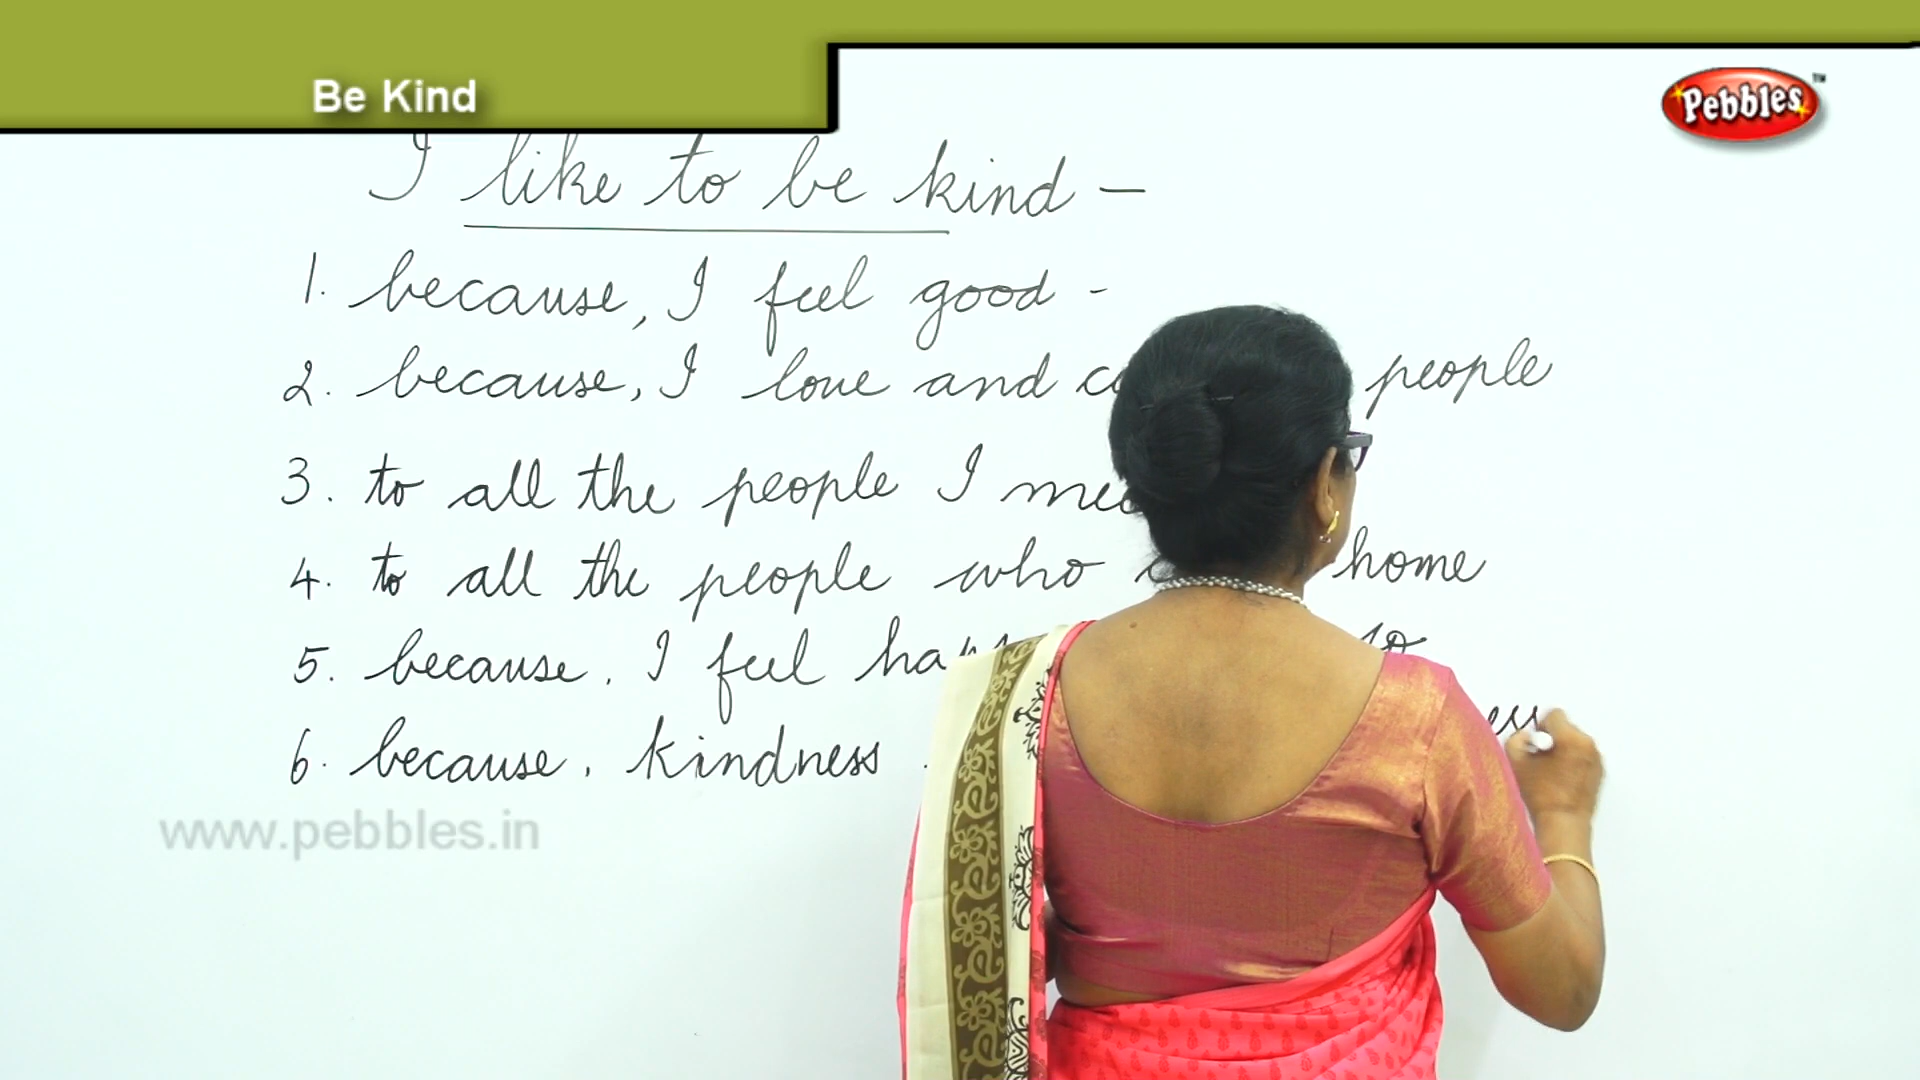 Be Kind
Pebbles™
I like to be kind –
1. because, I feel good -
2. because, I love and people
3. to all the people I
4. to all the people who home
5. because, I feel
6. because, kindness
www.pebbles.in